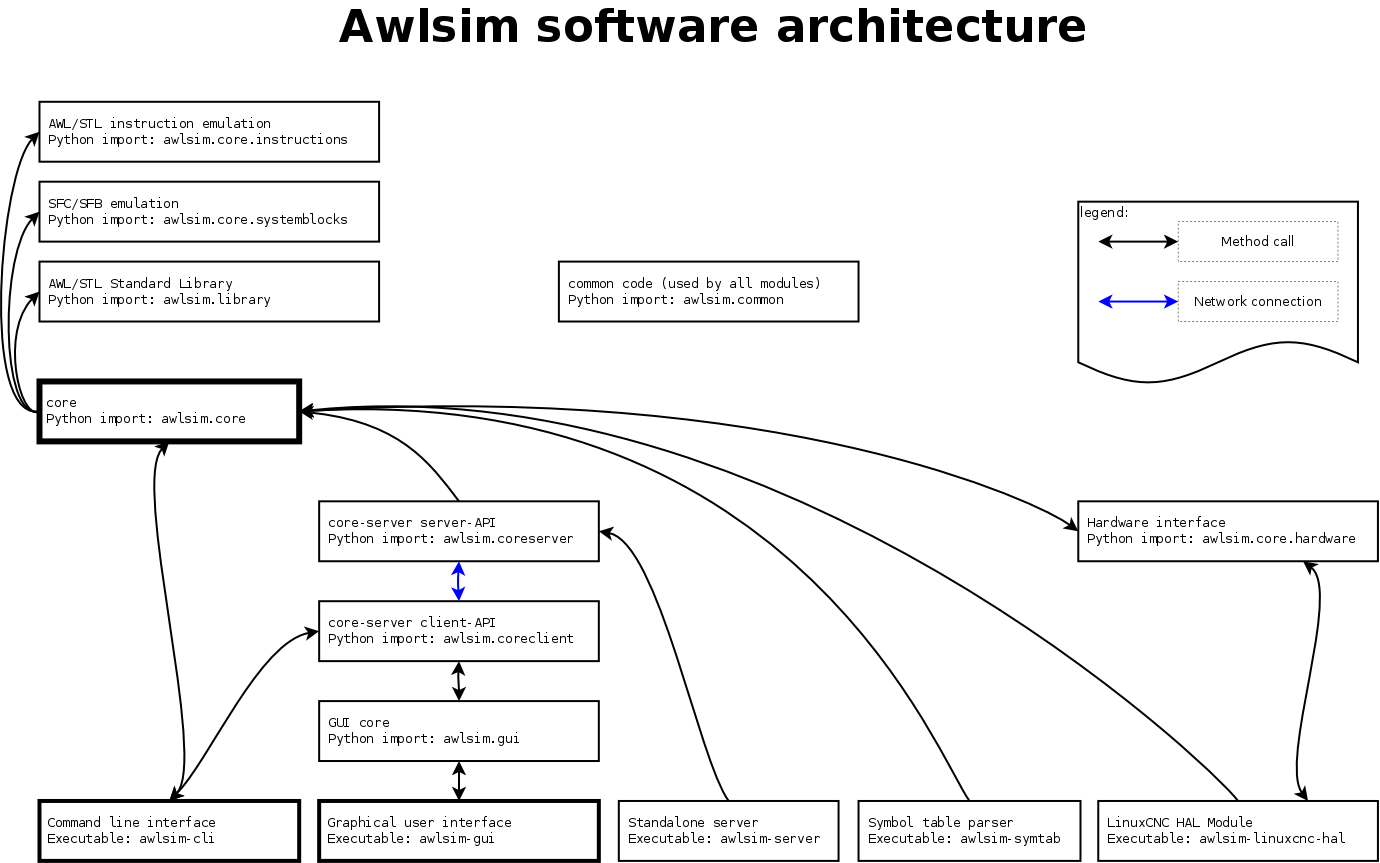 Awlsim software architecture
AWL/STL instruction emulation
Python import: awlsim.core.instructions
SFC/SFB emulation
Python import: awlsim.core.systemblocks
AWL/STL Standard Library
Python import: awlsim.library
common code (used by all modules)
Python import: awlsim.common
legend:
Method call
Network connection
core
Python import: awlsim.core
core-server server-API
Python import: awlsim.coreserver
Hardware interface
Python import: awlsim.core.hardware
core-server client-API
Python import: awlsim.coreclient
GUI core
Python import: awlsim.gui
Command line interface
Executable: awlsim-cli
Graphical user interface
Executable: awlsim-gui
Standalone server
Executable: awlsim-server
Symbol table parser
Executable: awlsim-symtab
LinuxCNC HAL Module
Executable: awlsim-linuxcnc-hal